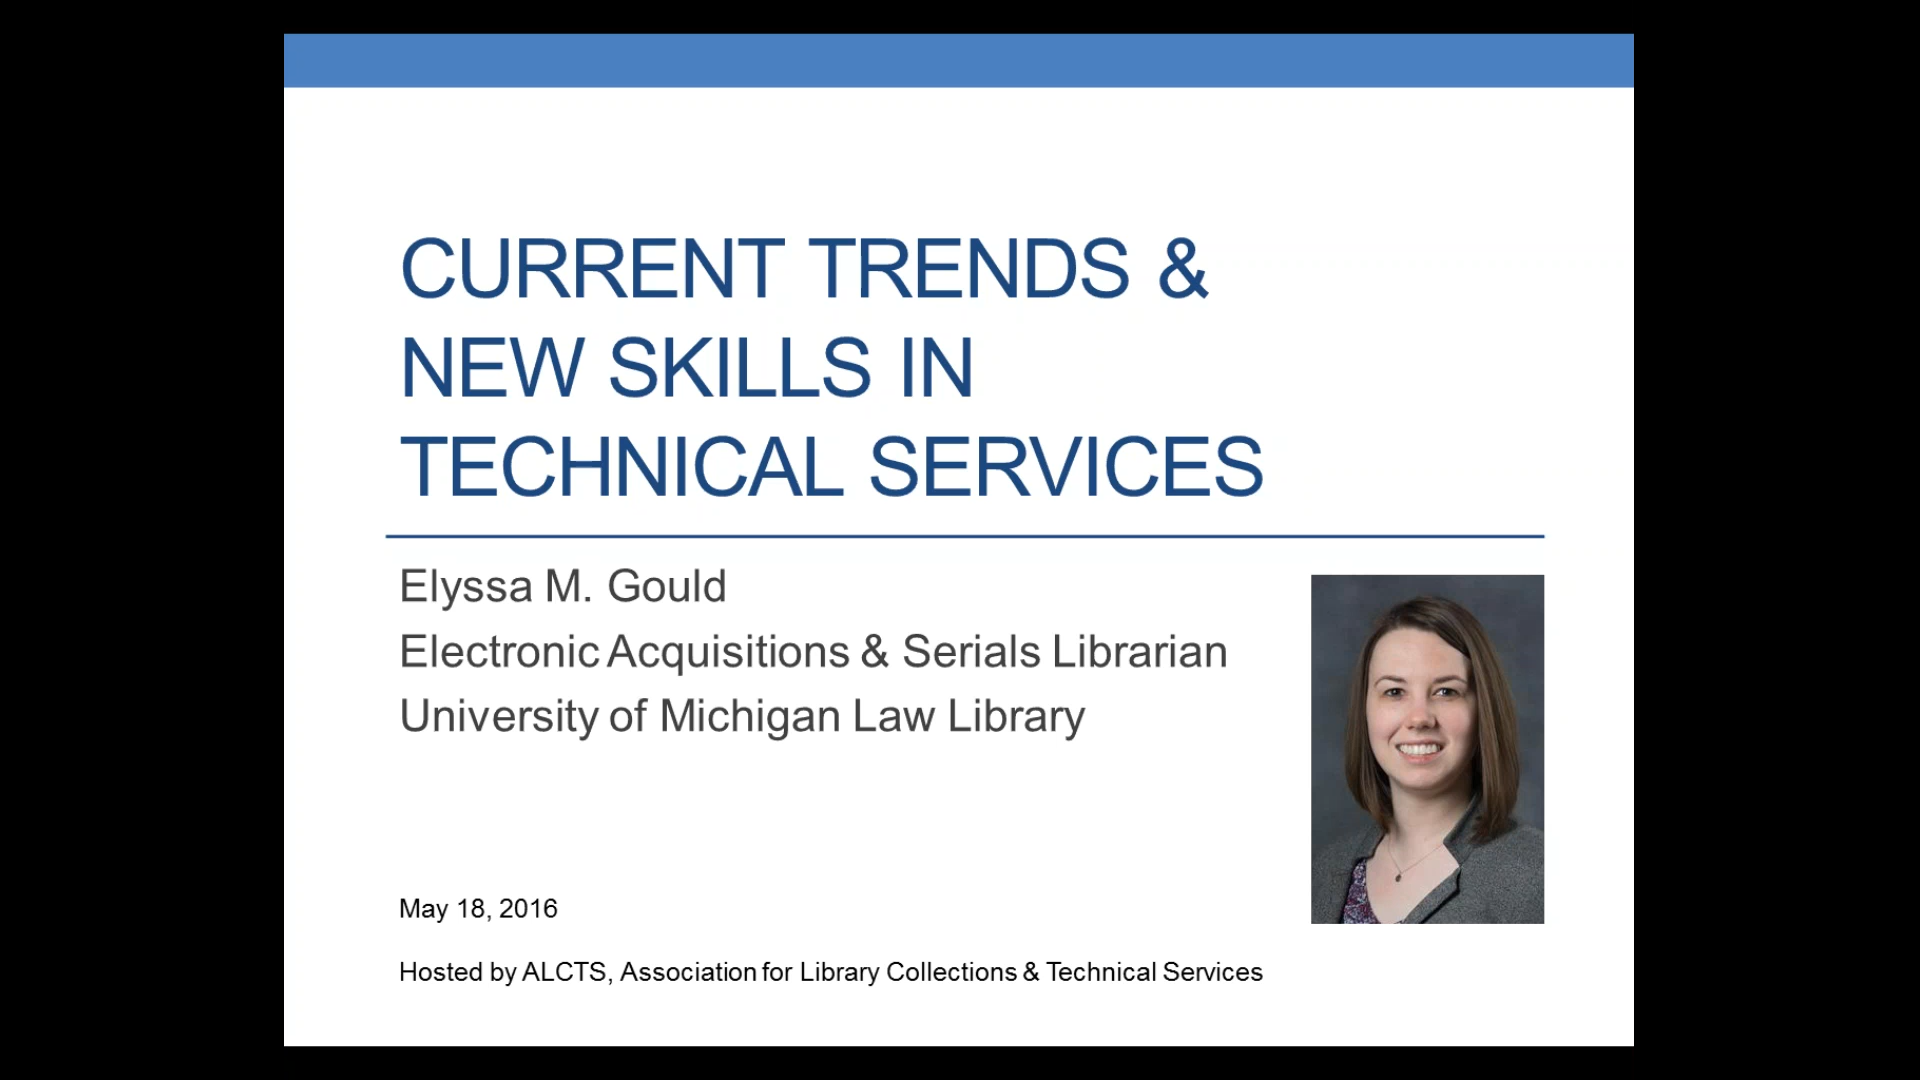 CURRENT TRENDS &
NEW SKILLS IN
TECHNICAL SERVICES
Elyssa M. Gould
Electronic Acquisitions & Serials Librarian
University of Michigan Law Library
May 18, 2016
Hosted by ALCTS, Association for Library Collections & Technical Services